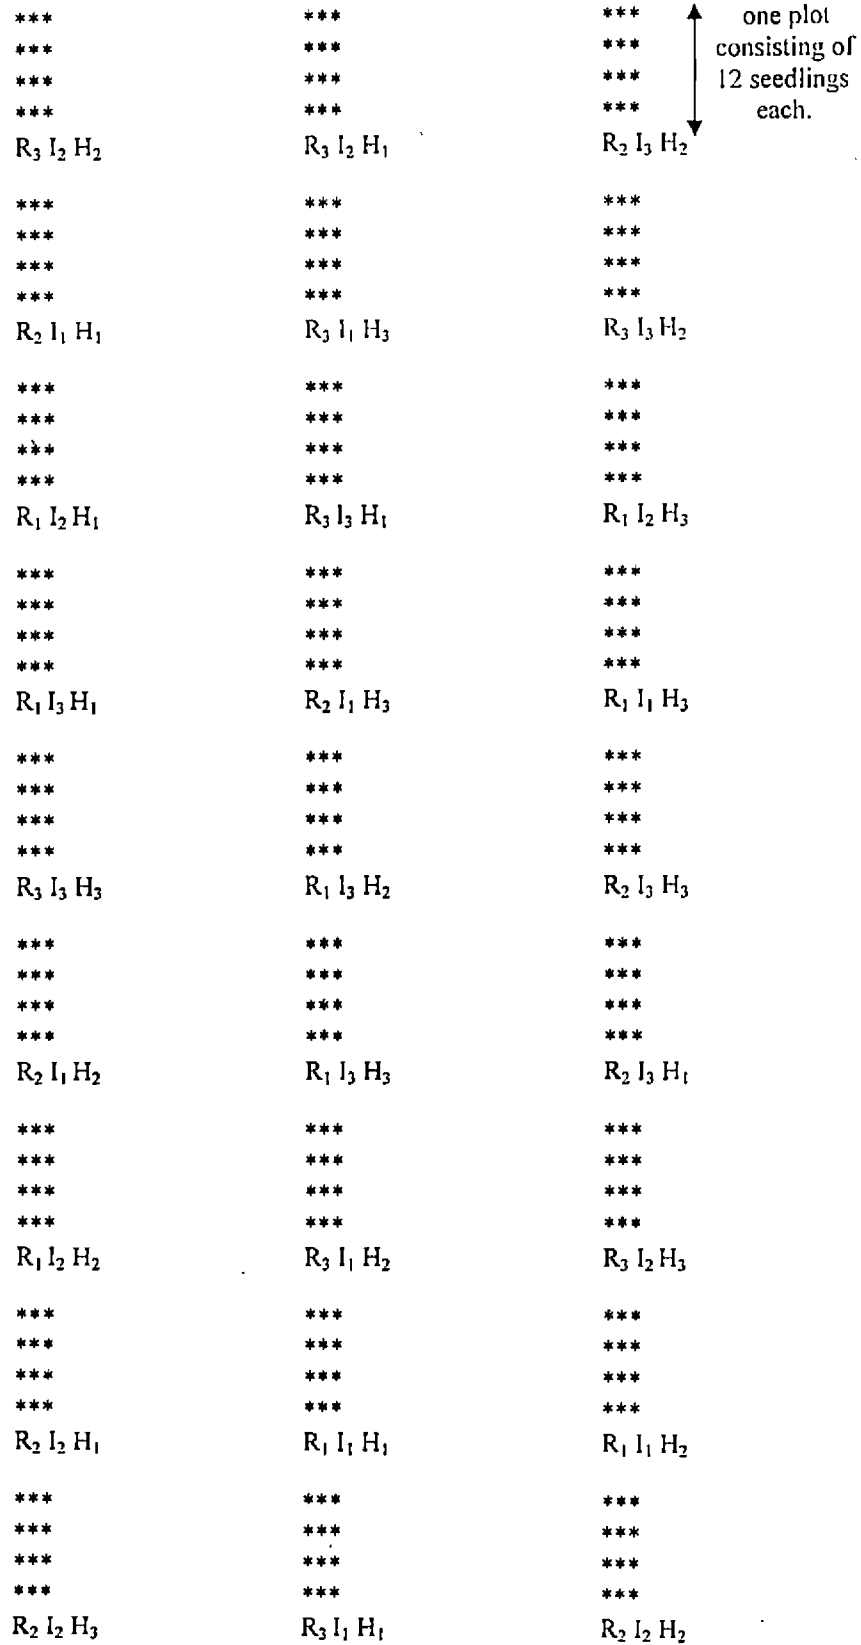 *** *** *** one plot
*** *** *** consisting of
*** *** *** 12 seedlings
*** *** *** each.
R₃ I₂ H₂ R₃ I₂ H₁ R₂ I₃ H₂
*** *** ***
*** *** ***
*** *** ***
*** *** ***
R₂ I₁ H₁ R₃ I₁ H₃ R₃ I₃ H₂
*** *** ***
*** *** ***
*** *** ***
*** *** ***
R₁ I₂ H₁ R₃ I₃ H₁ R₁ I₂ H₃
*** *** ***
*** *** ***
*** *** ***
*** *** ***
R₁ I₃ H₁ R₂ I₁ H₃ R₁ I₁ H₃
*** *** ***
*** *** ***
*** *** ***
*** *** ***
R₃ I₃ H₃ R₁ I₃ H₂ R₂ I₃ H₃
*** *** ***
*** *** ***
*** *** ***
*** *** ***
R₂ I₁ H₂ R₁ I₃ H₃ R₂ I₃ H₁
*** *** ***
*** *** ***
*** *** ***
*** *** ***
R₁ I₂ H₂ R₃ I₁ H₂ R₃ I₂ H₃
*** *** ***
*** *** ***
*** *** ***
*** *** ***
R₂ I₂ H₁ R₁ I₁ H₁ R₁ I₁ H₂
*** *** ***
*** *** ***
*** *** ***
*** *** ***
R₂ I₂ H₃ R₃ I₁ H₁ R₂ I₂ H₂